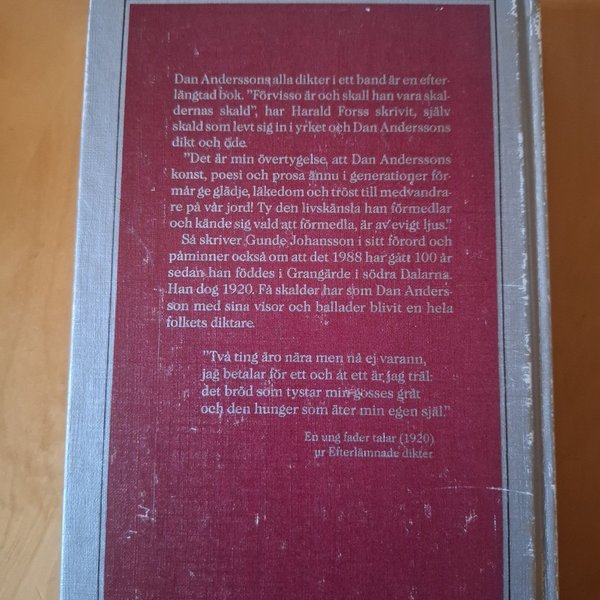 Dan Anderssons alla dikter i ett band är en efter-
längtad bok. "Förvisso är och skall han vara skal-
dernas skald", har Harald Forss skrivit, själv
skald som levt sig in i yrket och Dan Anderssons
dikt och öde.
"Det är min övertygelse, att Dan Anderssons
konst, poesi och prosa ännu i generationer för-
mår ge glädje, läkedom och tröst till medvandra-
re på vår jord! Ty den livskänsla han förmedlar
och kände sig vald att förmedla, är av evigt ljus."
Så skriver Gunde Johansson i sitt förord och
påminner också om att det 1988 har gått 100 år
sedan han föddes i Grangärde i södra Dalarna.
Han dog 1920. Få skalder har som Dan Anders-
son med sina visor och ballader blivit en hela
folkets diktare.
"Två ting äro nära men nå ej varann,
jag betalar för ett och åt ett är jag träl:
det bröd som tystar min gosses gråt
och den hunger som äter min egen själ."
En ung fader talar (1920)
ur Efterlämnade dikter